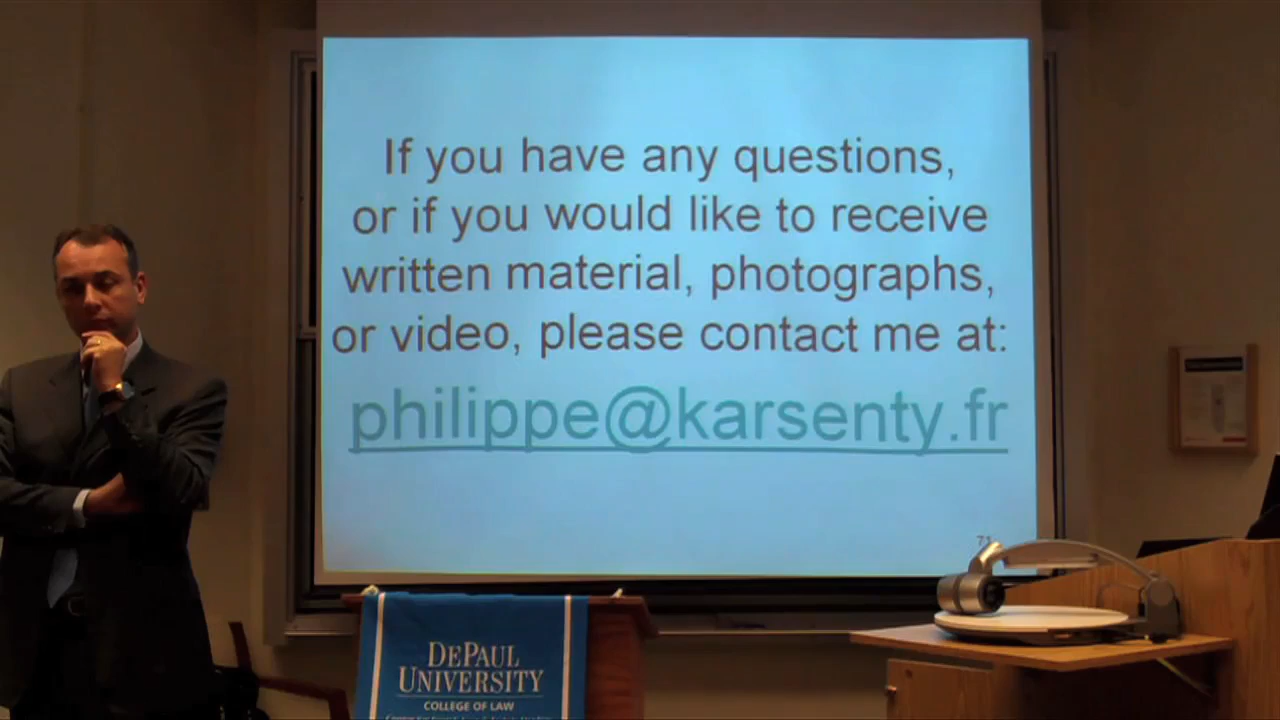 If you have any questions,
or if you would like to receive
written material, photographs,
or video, please contact me at:
philippe@karsenty.fr
71
DEPAUL
UNIVERSITY
COLLEGE OF LAW